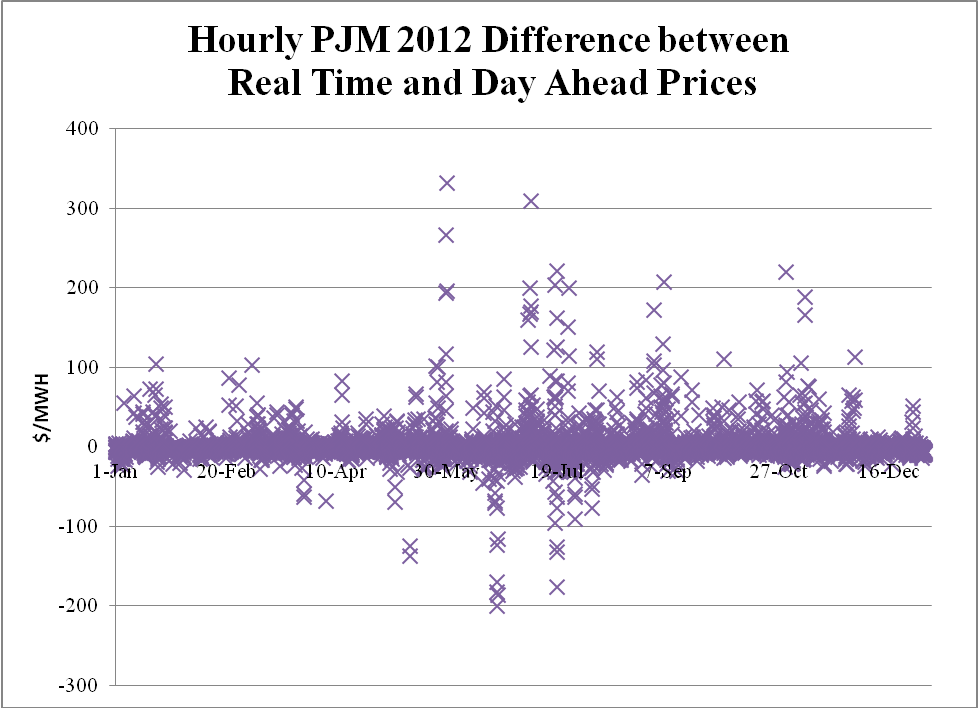 Hourly PJM 2012 Difference between
Real Time and Day Ahead Prices
$/MWH
400
300
200
100
0
-100
-200
-300
1-Jan 20-Feb 10-Apr 30-May 19-Jul 7-Sep 27-Oct 16-Dec